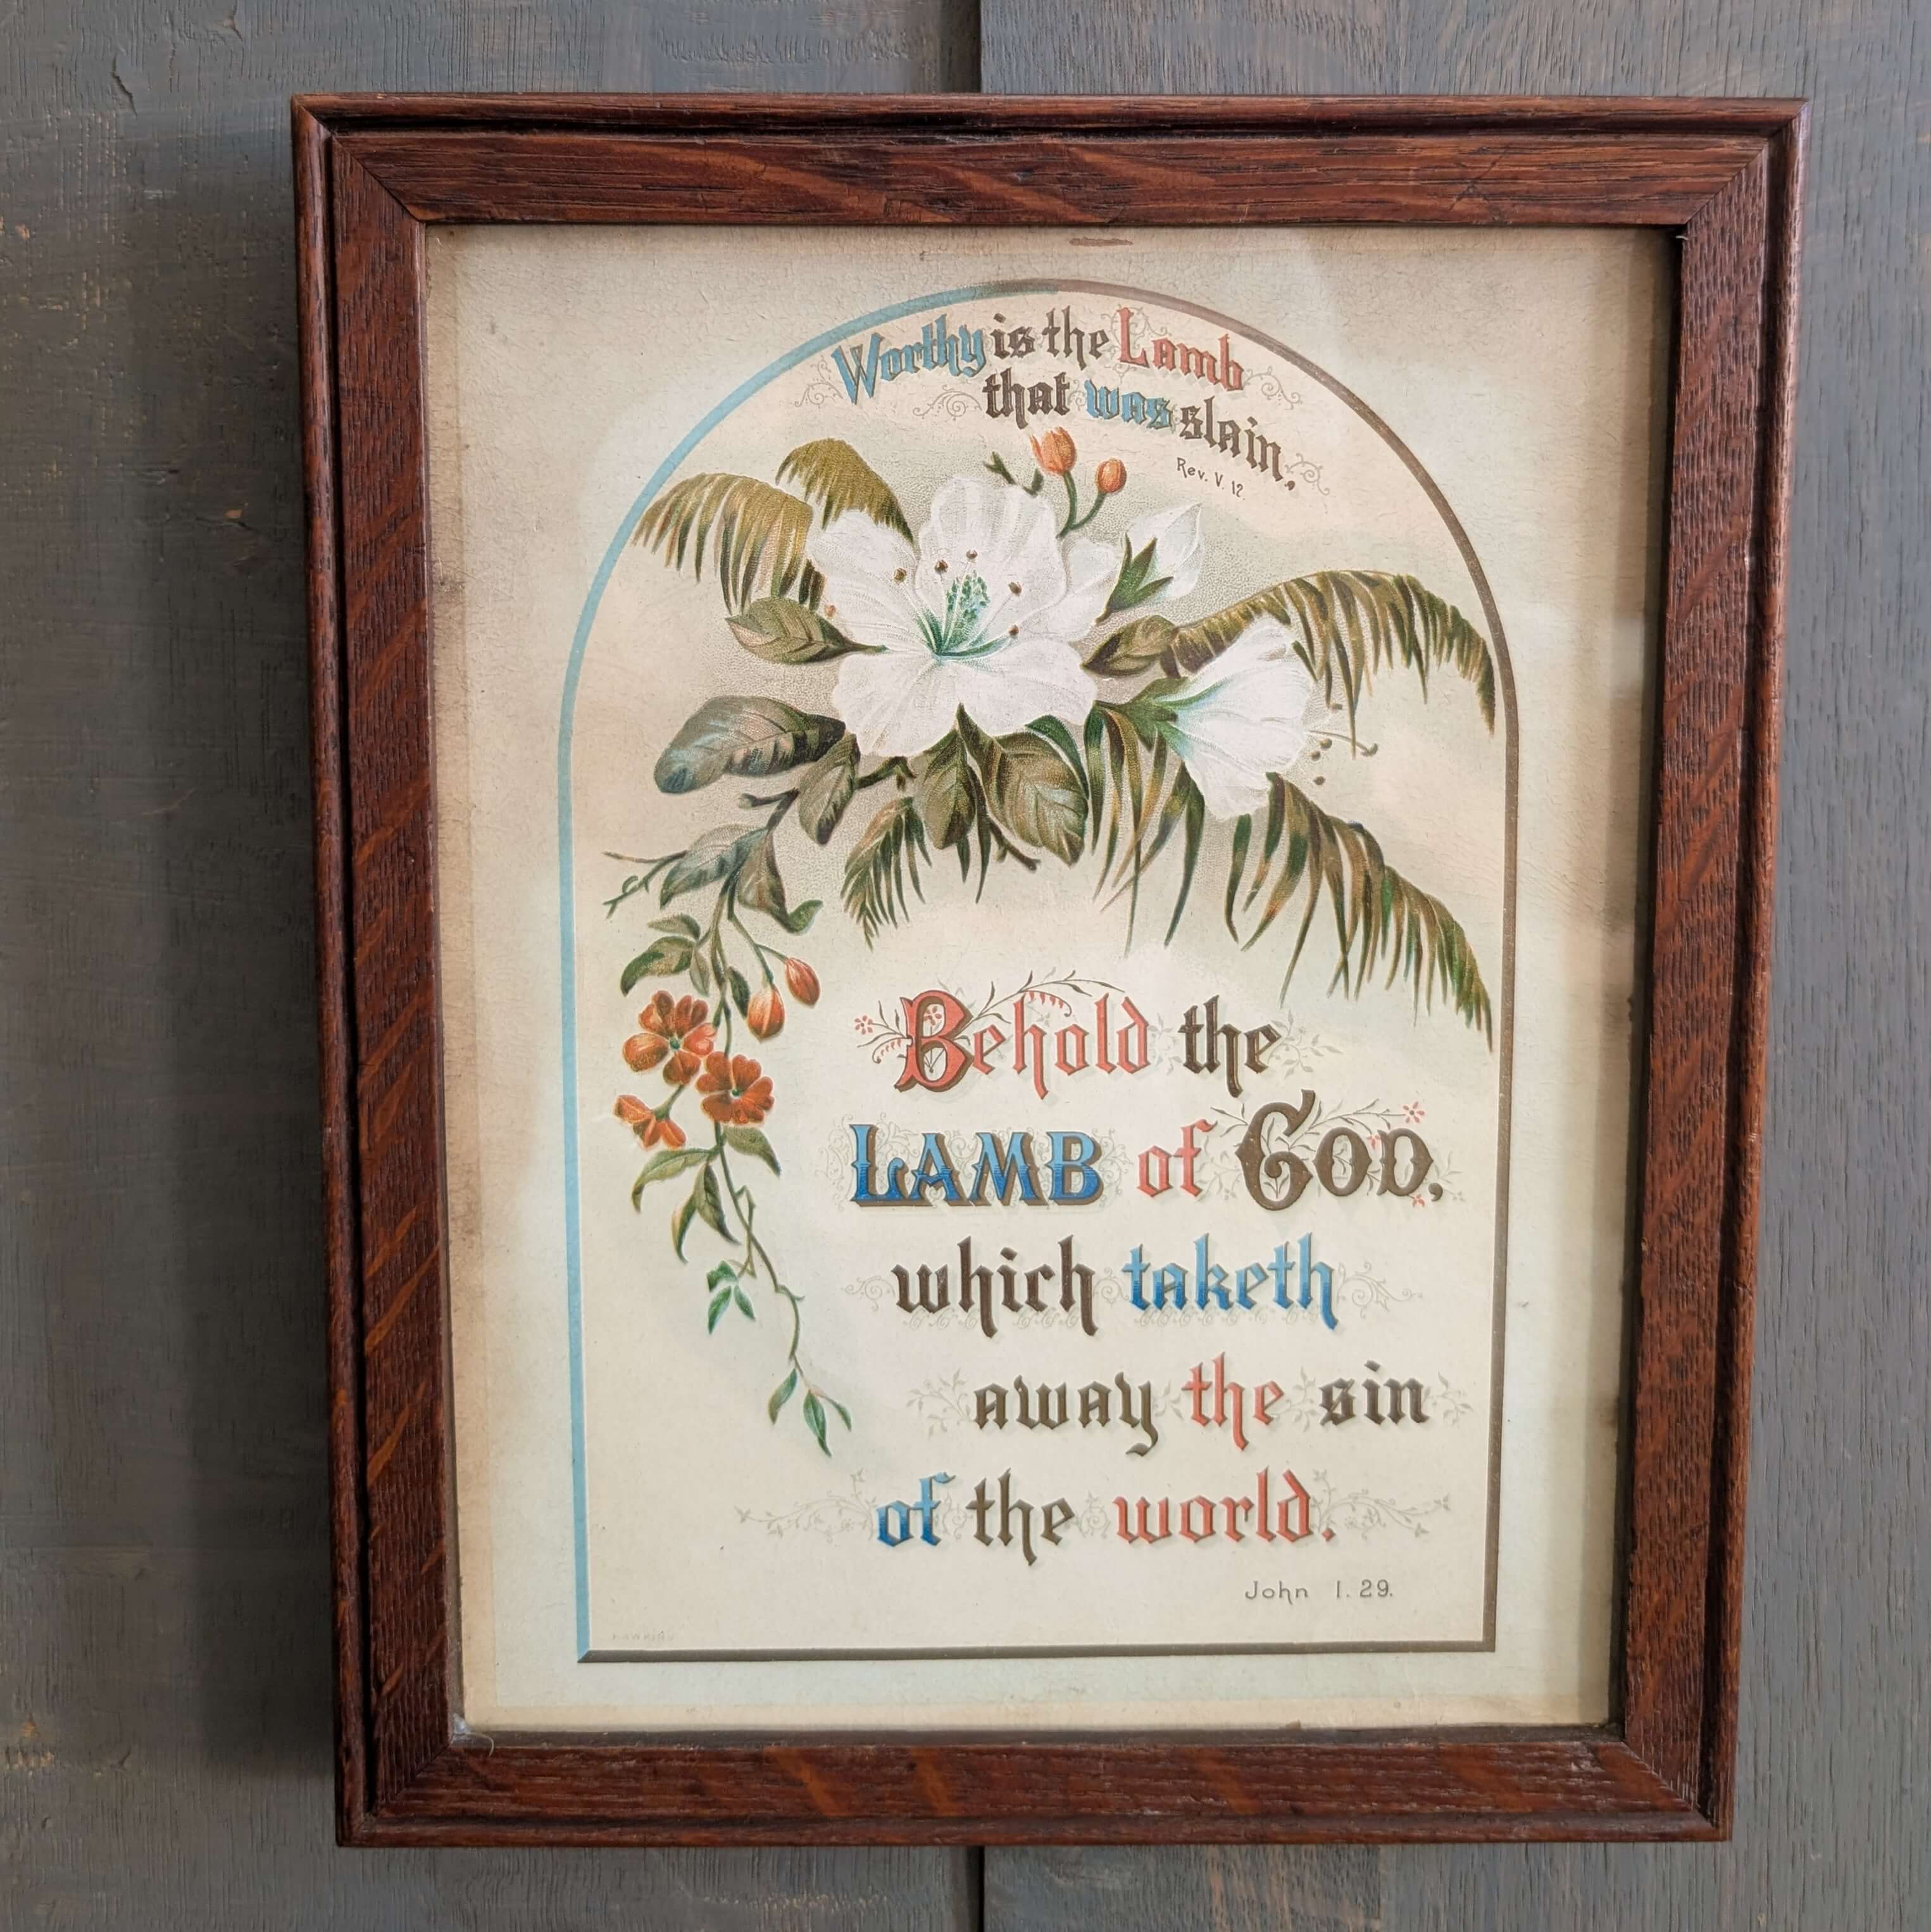 Worthy is the Lamb
that was slain.
Rev. V. 12.
Behold the
LAMB of GOD,
which taketh
away the sin
of the world.
John 1. 29.